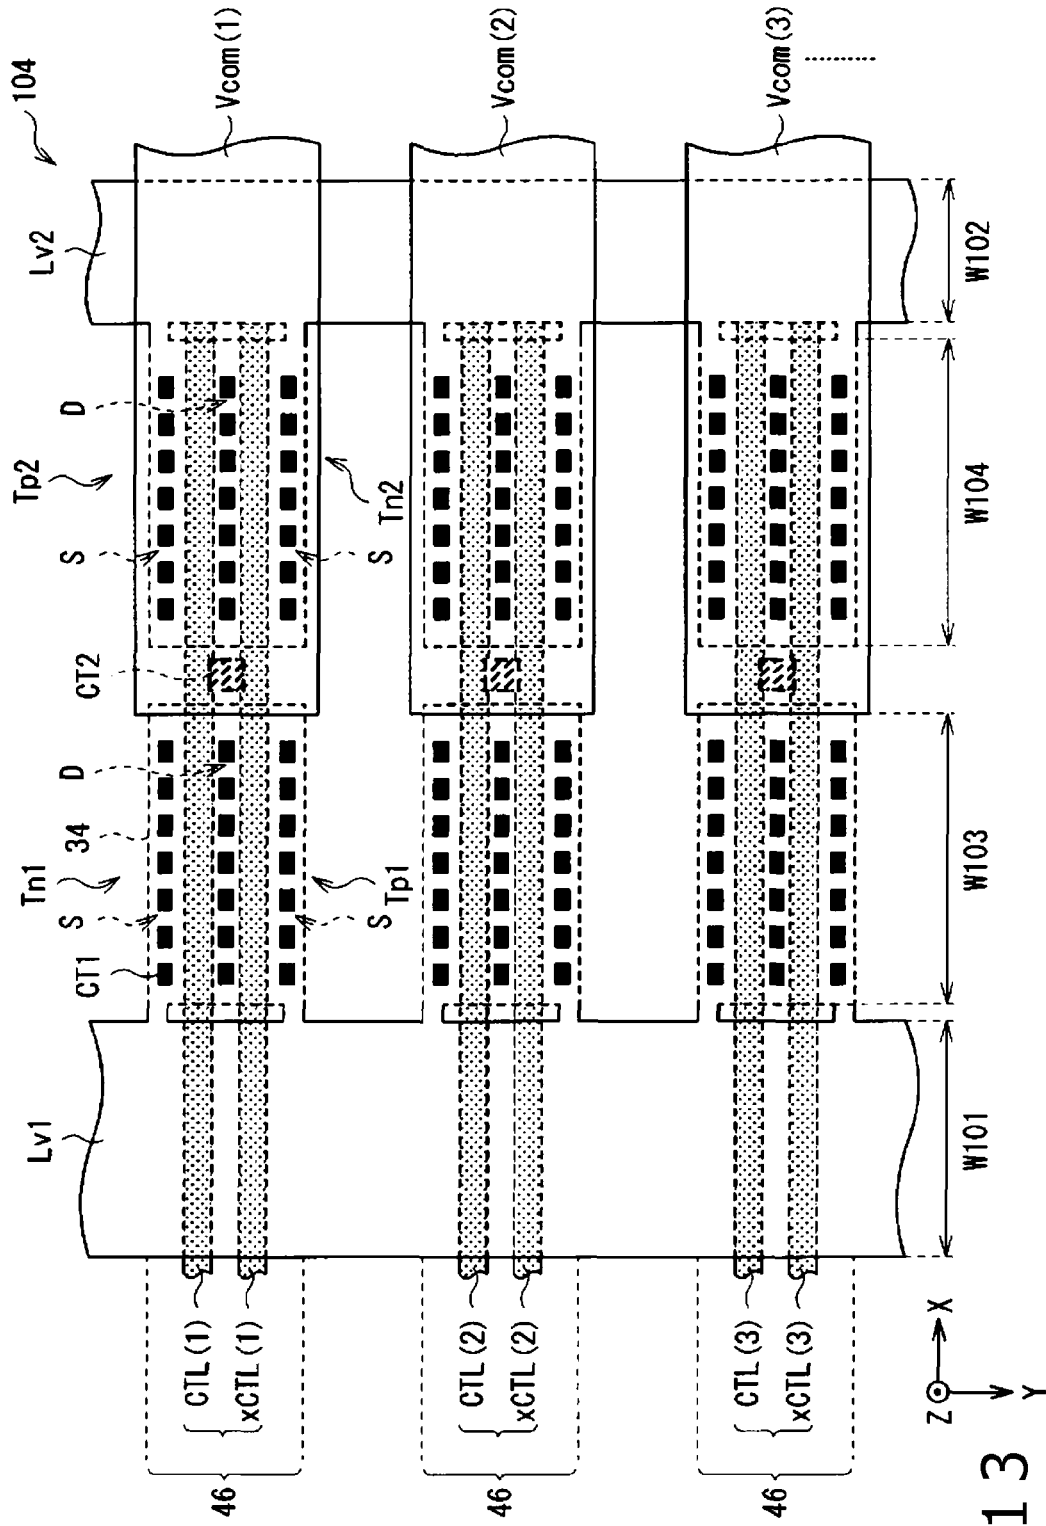 104
Tp2
Tn1
Lv2
D
S
CT2
D
34
S
CT1
Lv1
Vcom(1)
Tn2
S
Tp1
S
CTL(1)
xCTL(1)
46
Vcom(2)
CTL(2)
xCTL(2)
46
Vcom(3)
CTL(3)
xCTL(3)
46
W101
W103
W104
W102
Z
X
Y
13